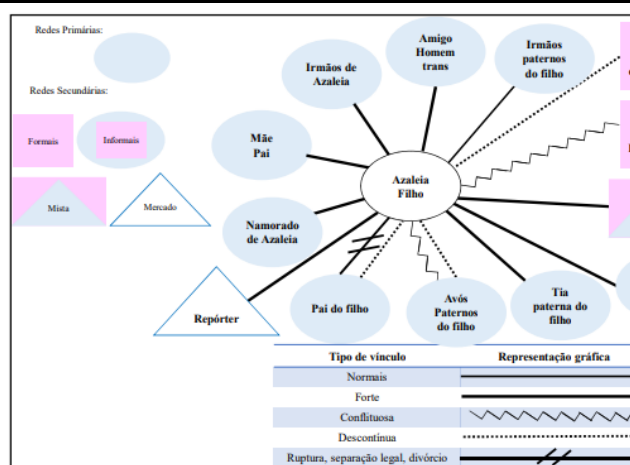 Redes Primárias:
Redes Secundárias:
Formais
Informais
Mista
Mercado
Irmãos de
Azaleia
Amigo
Homem
trans
Irmãos
paternos
do filho
Mãe
Pai
Azaleia
Filho
Namorado
de Azaleia
Repórter
Pai do filho
Avós
Paternos
do filho
Tia
paterna do
filho
Tipo de vínculo
Representação gráfica
Normais
Forte
Conflituosa
Descontínua
Ruptura, separação legal, divórcio